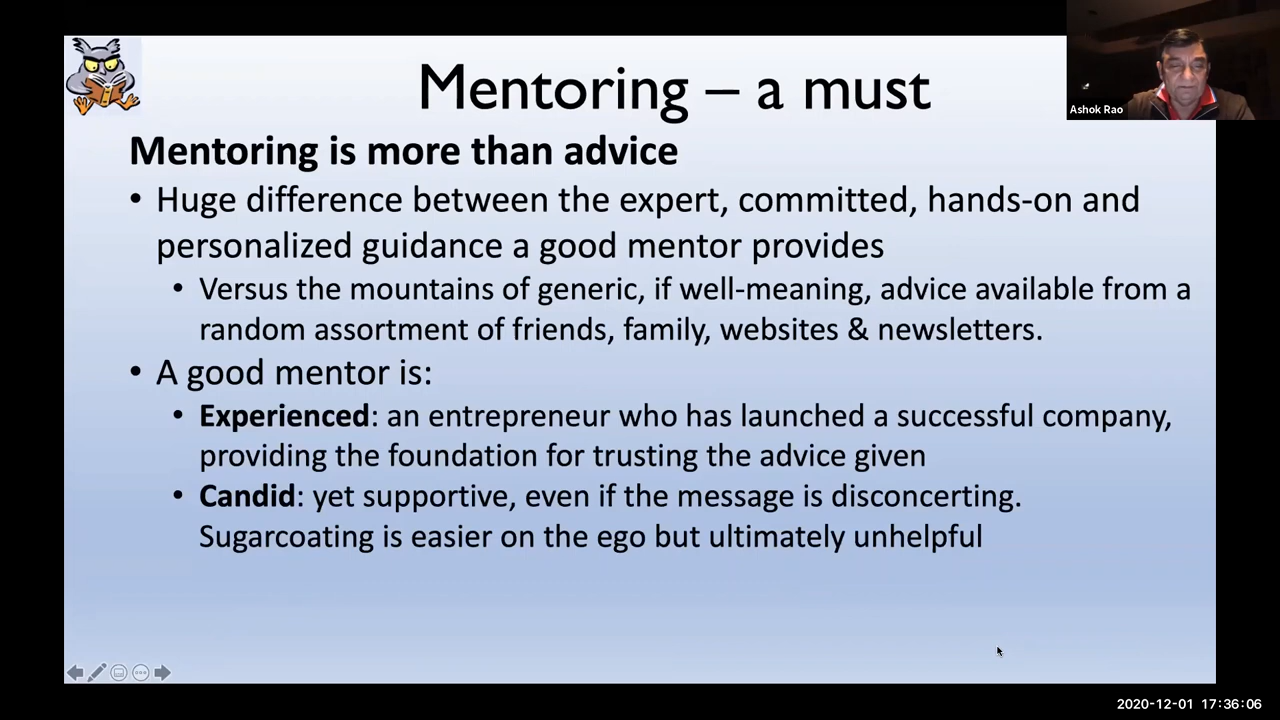 Mentoring – a must
Ashok Rao
Mentoring is more than advice
• Huge difference between the expert, committed, hands-on and
personalized guidance a good mentor provides
• Versus the mountains of generic, if well-meaning, advice available from a
random assortment of friends, family, websites & newsletters.
• A good mentor is:
• Experienced: an entrepreneur who has launched a successful company,
providing the foundation for trusting the advice given
• Candid: yet supportive, even if the message is disconcerting.
Sugarcoating is easier on the ego but ultimately unhelpful
2020-12-01 17:36:06